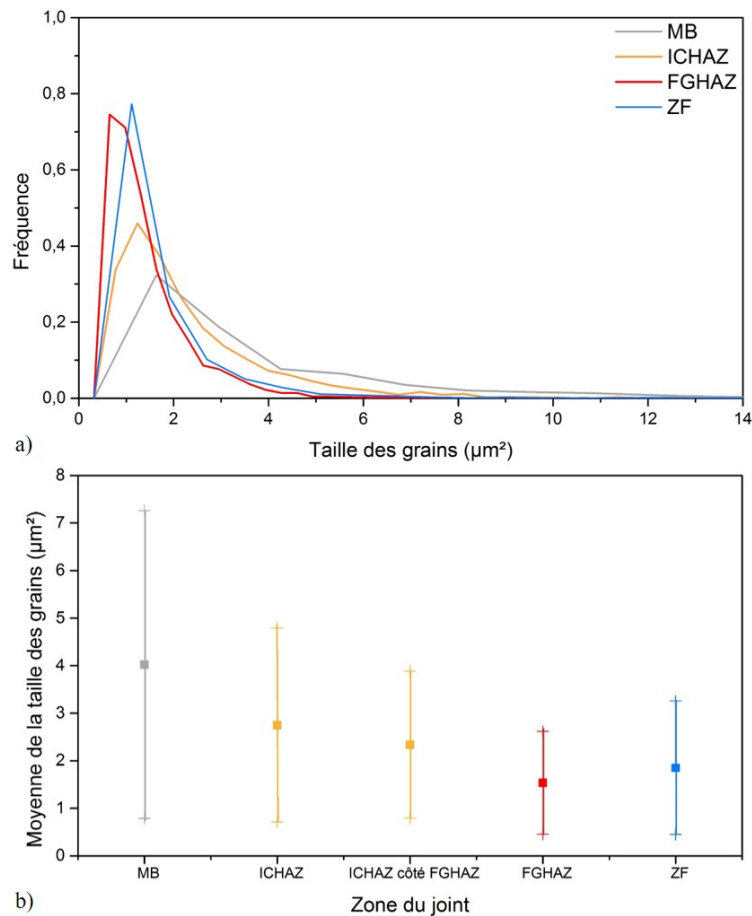 1,0
0,8
0,6
0,4
0,2
0,0
Fréquence
MB
ICHAZ
FGHAZ
ZF
0 2 4 6 8 10 12 14
Taille des grains (µm²)
a)
8
7
6
5
4
3
2
1
0
Moyenne de la taille des grains (µm²)
MB ICHAZ ICHAZ côté FGHAZ FGHAZ ZF
Zone du joint
b)